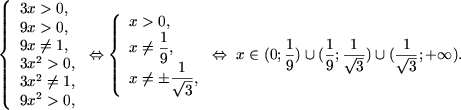 3x > 0,
9x > 0,
9x ≠ 1,
3x² > 0,
3x² ≠ 1,
9x² > 0,
⇔
x > 0,
x ≠ 1/9,
x ≠ ± 1/√3,
⇔ x ∈ (0; 1/9) ∪ (1/9; 1/√3) ∪ (1/√3; +∞).